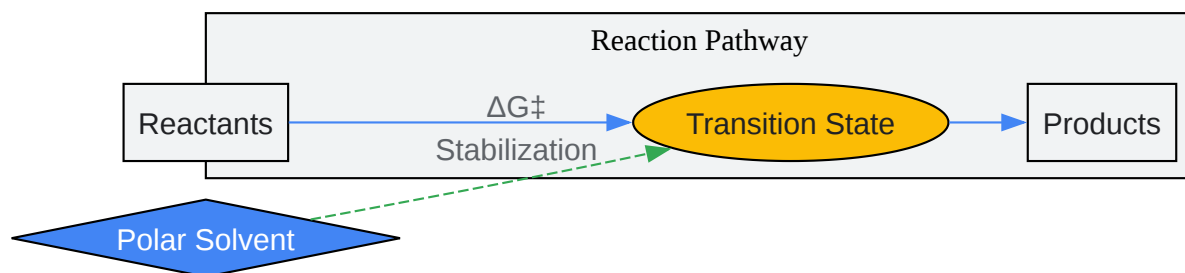 Reaction Pathway
Reactants
ΔG‡
Transition State
Products
Stabilization
Polar Solvent